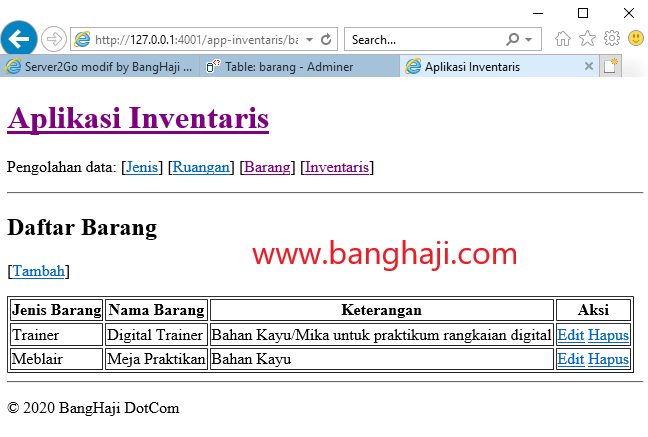 http://127.0.0.1:4001/app-inventaris/ba
Search...
Server2Go modif by BangHaji ...
Table: barang - Adminer
Aplikasi Inventaris
Aplikasi Inventaris
Pengolahan data: [Jenis] [Ruangan] [Barang] [Inventaris]
Daftar Barang
www.banghaji.com
[Tambah]
Jenis Barang Nama Barang Keterangan Aksi
Trainer Digital Trainer Bahan Kayu/Mika untuk praktikum rangkaian digital Edit Hapus
Meblair Meja Praktikan Bahan Kayu Edit Hapus
© 2020 BangHaji DotCom